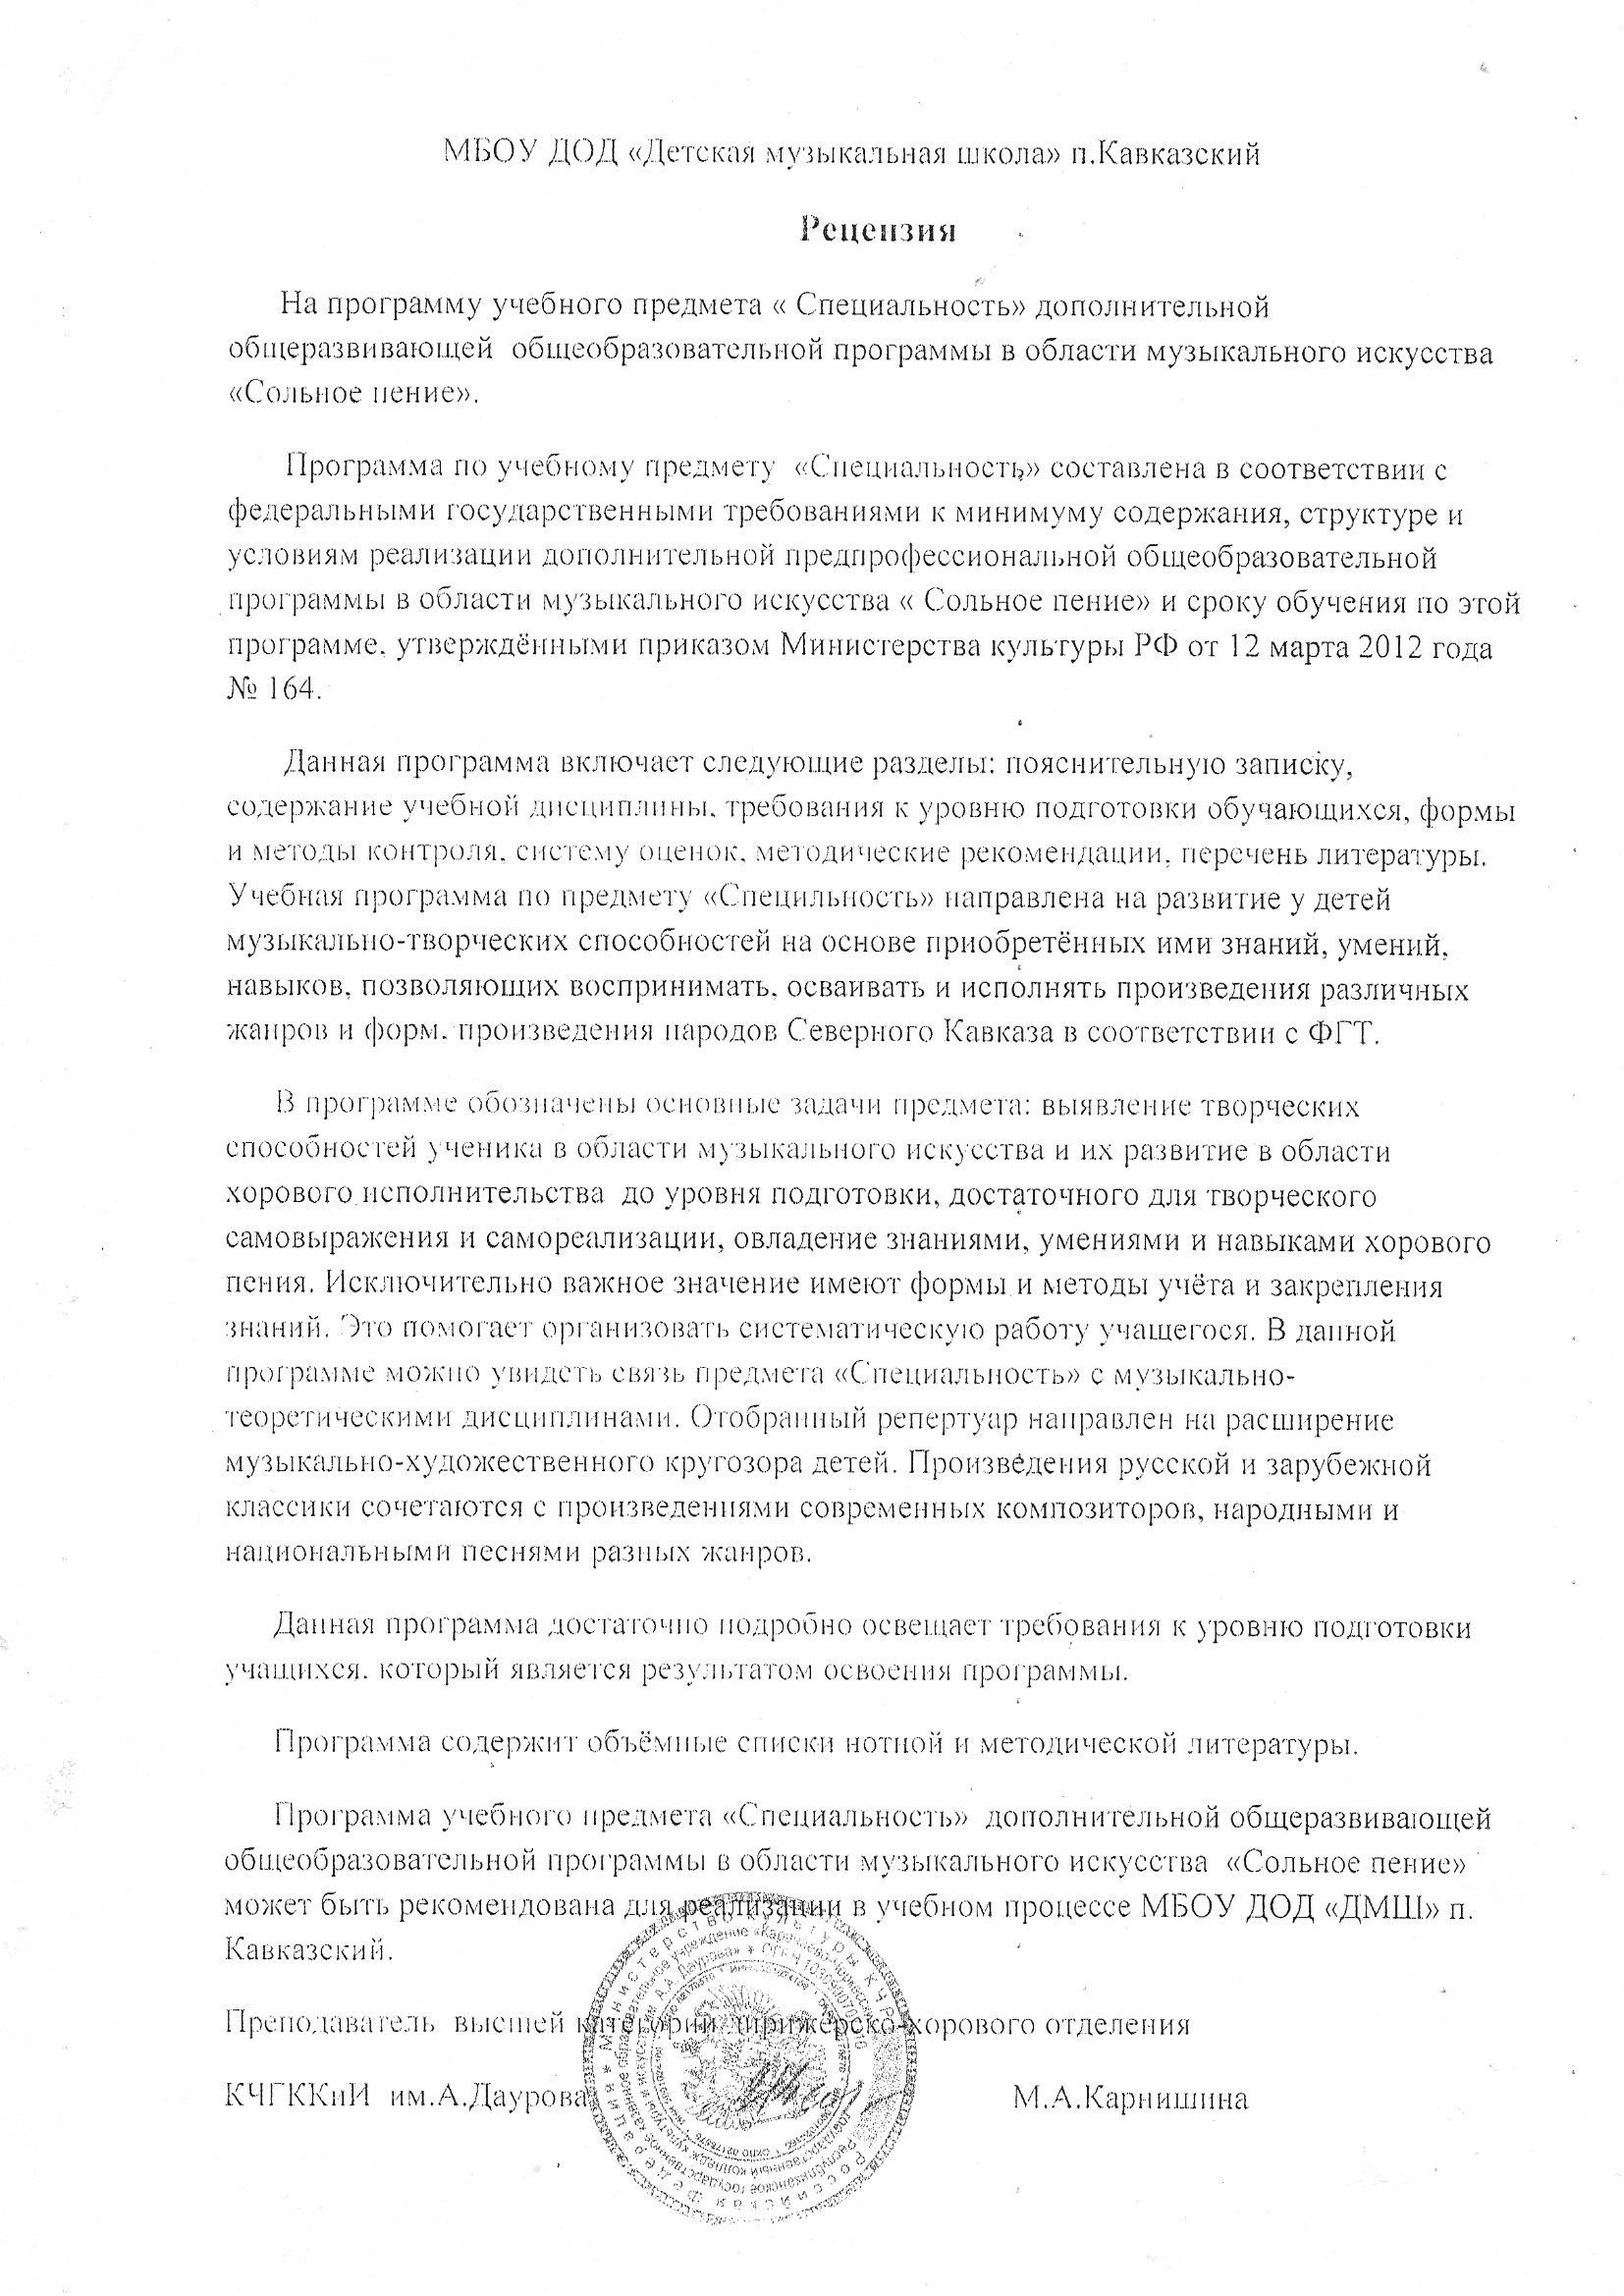 МБОУ ДОД «Детская музыкальная школа» п.Кавказский
Рецензия
На программу учебного предмета « Специальность» дополнительной
общеразвивающей общеобразовательной программы в области музыкального искусства
«Сольное пение».
Программа по учебному предмету «Специальность» составлена в соответствии с
федеральными государственными требованиями к минимуму содержания, структуре и
условиям реализации дополнительной предпрофессиональной общеобразовательной
программы в области музыкального искусства « Сольное пение» и сроку обучения по этой
программе, утверждёнными приказом Министерства культуры РФ от 12 марта 2012 года
№ 164.
Данная программа включает следующие разделы: пояснительную записку,
содержание учебной дисциплины, требования к уровню подготовки обучающихся, формы
и методы контроля, систему оценок, методические рекомендации, перечень литературы.
Учебная программа по предмету «Специльность» направлена на развитие у детей
музыкально-творческих способностей на основе приобретённых ими знаний, умений,
навыков, позволяющих воспринимать, осваивать и исполнять произведения различных
жанров и форм, произведения народов Северного Кавказа в соответствии с ФГТ.
В программе обозначены основные задачи предмета: выявление творческих
способностей ученика в области музыкального искусства и их развитие в области
хорового исполнительства до уровня подготовки, достаточного для творческого
самовыражения и самореализации, овладение знаниями, умениями и навыками хорового
пения. Исключительно важное значение имеют формы и методы учёта и закрепления
знаний. Это помогает организовать систематическую работу учащегося. В данной
программе можно увидеть связь предмета «Специальность» с музыкально-
теоретическими дисциплинами. Отобранный репертуар направлен на расширение
музыкально-художественного кругозора детей. Произведения русской и зарубежной
классики сочетаются с произведениями современных композиторов, народными и
национальными песнями разных жанров.
Данная программа достаточно подробно освещает требования к уровню подготовки
учащихся, который является результатом освоения программы.
Программа содержит объёмные списки нотной и методической литературы.
Программа учебного предмета «Специальность» дополнительной общеразвивающей
общеобразовательной программы в области музыкального искусства «Сольное пение»
может быть рекомендована для реализации в учебном процессе МБОУ ДОД «ДМШ» п.
Кавказский.
Преподаватель высшей категории дирижёрско-хорового отделения
КЧГККиИ им.А.Даурова М.А.Карнишина
Министерство культуры КЧР
Российская Федерация